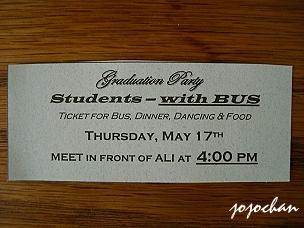 Graduation Party
Students – with BUS
Ticket for Bus, Dinner, Dancing & Food
Thursday, May 17th
MEET in front of ALI at 4:00 PM
jojochan